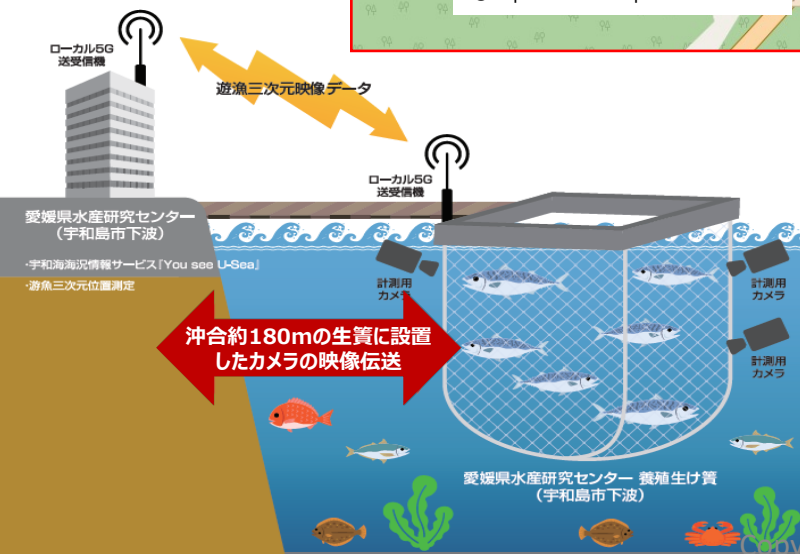 ローカル5G
送受信機
遊漁三次元映像データ
ローカル5G
送受信機
愛媛県水産研究センター
（宇和島市下波）
・宇和海海況情報サービス『You see U-Sea』
・遊魚三次元位置測定
計測用
カメラ
計測用
カメラ
沖合約180mの生簀に設置
したカメラの映像伝送
計測用
カメラ
愛媛県水産研究センター 養殖生け簀
（宇和島市下波）